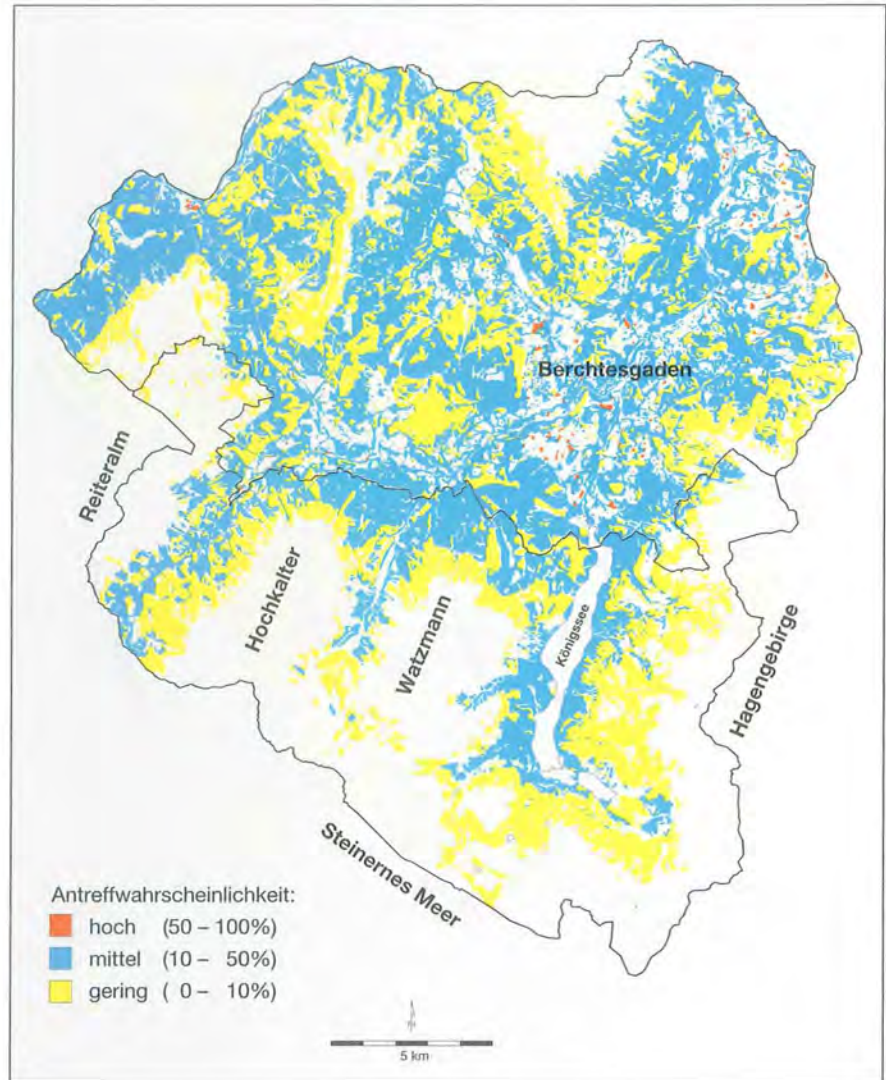 Berchtesgaden
Reiteralm
Hochkalter
Watzmann
Königssee
Hagengebirge
Steinernes Meer
Antreffwahrscheinlichkeit:
hoch (50 – 100%)
mittel (10 – 50%)
gering ( 0 – 10%)
5 km